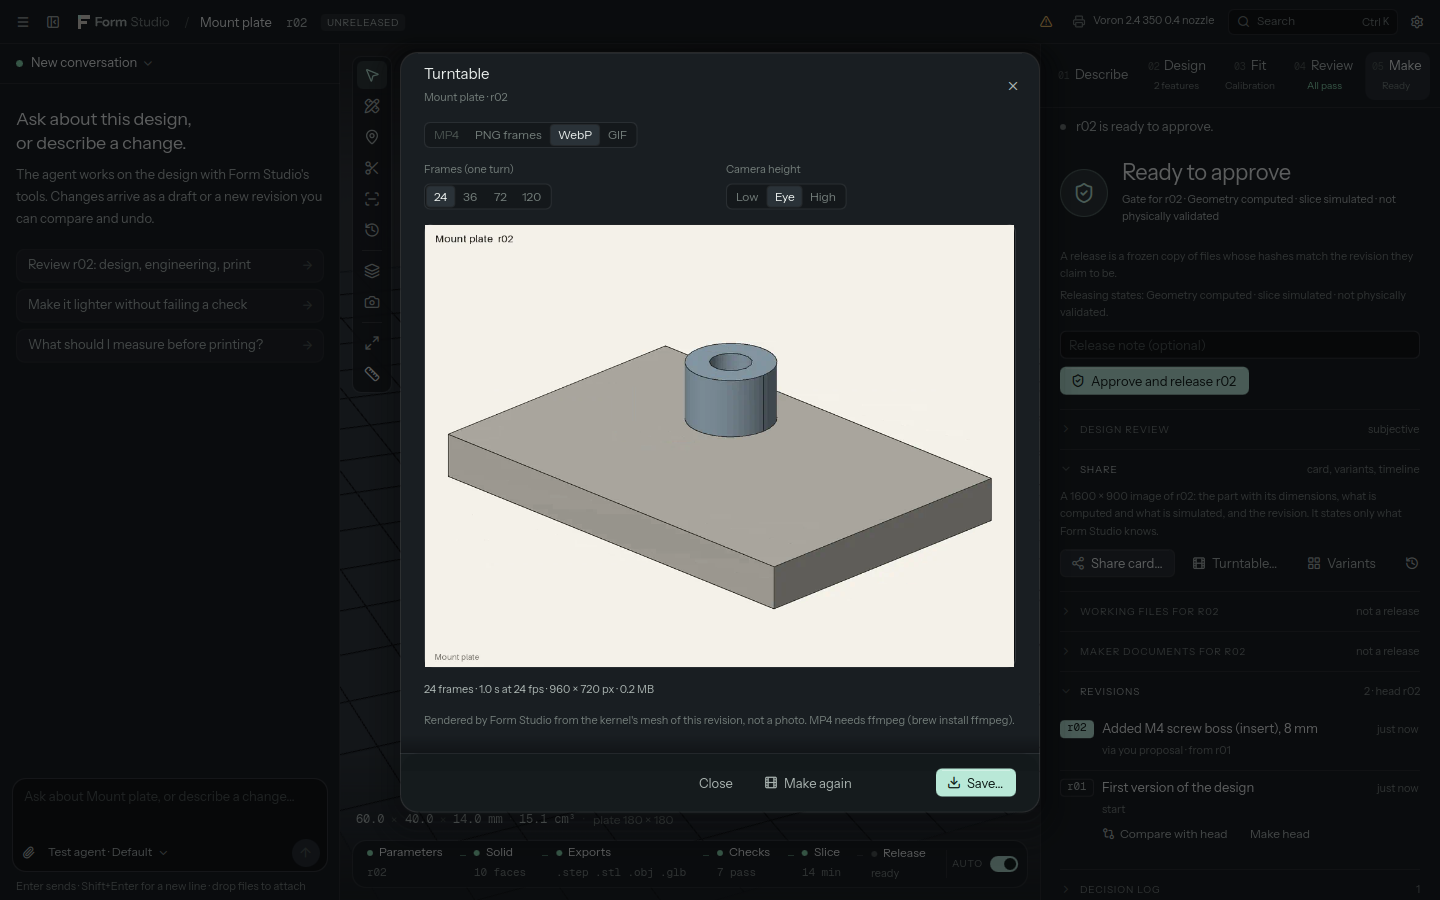 Form Studio / Mount plate r02 UNRELEASED
Voron 2.4 350 0.4 nozzle
Search Ctrl K
New conversation
Ask about this design,
or describe a change.
The agent works on the design with Form Studio's
tools. Changes arrive as a draft or a new revision you
can compare and undo.
Review r02: design, engineering, print
Make it lighter without failing a check
What should I measure before printing?
Ask about Mount plate, or describe a change...
Test agent · Default
Enter sends · Shift+Enter for a new line · drop files to attach
Turntable
Mount plate · r02
MP4 PNG frames WebP GIF
Frames (one turn)
24 36 72 120
Camera height
Low Eye High
Mount plate r02
Mount plate
24 frames · 1.0 s at 24 fps · 960 × 720 px · 0.2 MB
Rendered by Form Studio from the kernel's mesh of this revision, not a photo. MP4 needs ffmpeg (brew install ffmpeg).
Close Make again Save...
60.0 × 40.0 × 14.0 mm 15.1 cm³ plate 180 × 180
Parameters
r02
Solid
10 faces
Exports
.step .stl .obj .glb
Checks
7 pass
Slice
14 min
Release
ready
AUTO
01 Describe
02 Design
2 features
03 Fit
Calibration
04 Review
All pass
05 Make
Ready
r02 is ready to approve.
Ready to approve
Gate for r02 · Geometry computed · slice simulated · not
physically validated
A release is a frozen copy of files whose hashes match the revision they
claim to be.
Releasing states: Geometry computed · slice simulated · not physically
validated.
Release note (optional)
Approve and release r02
DESIGN REVIEW subjective
SHARE card, variants, timeline
A 1600 × 900 image of r02: the part with its dimensions, what is
computed and what is simulated, and the revision. It states only what
Form Studio knows.
Share card... Turntable... Variants
WORKING FILES FOR R02 not a release
MAKER DOCUMENTS FOR R02 not a release
REVISIONS 2 · head r02
r02 Added M4 screw boss (insert), 8 mm just now
via you proposal · from r01
r01 First version of the design just now
start
Compare with head Make head
DECISION LOG 1